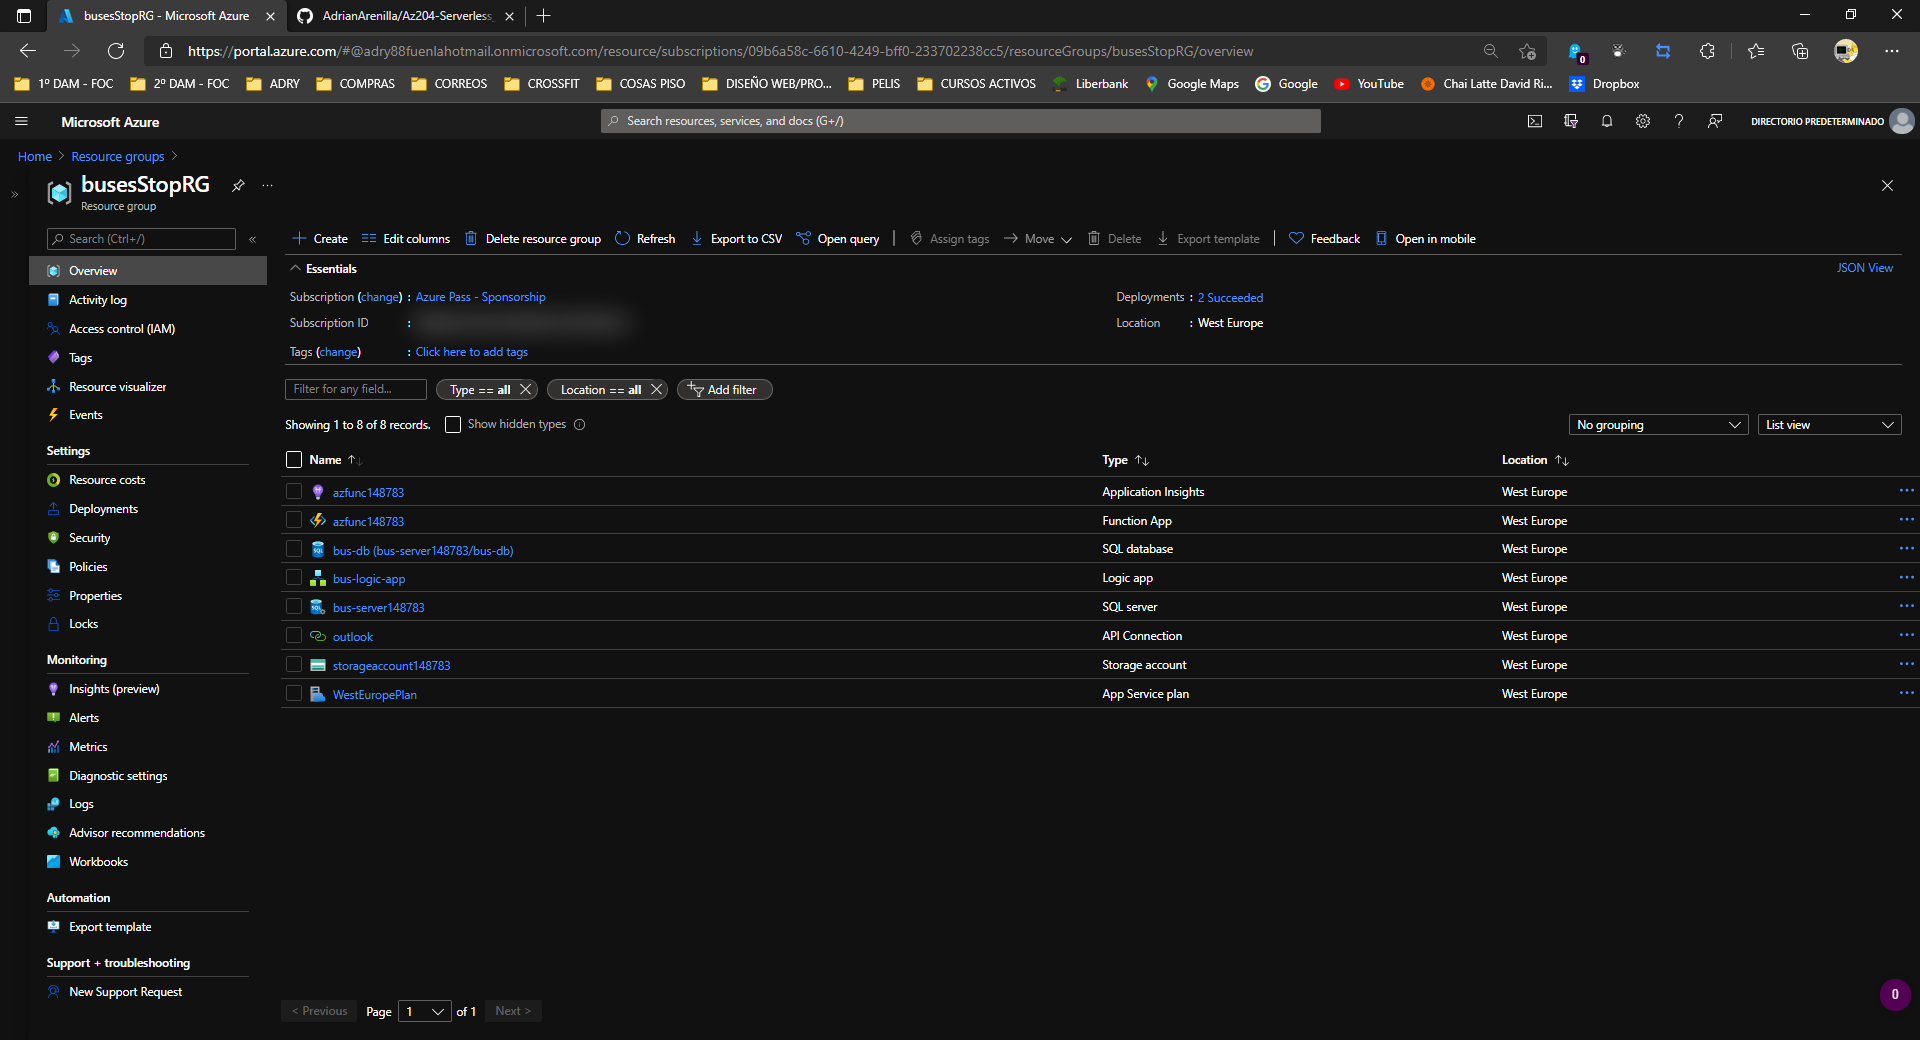 busesStopRG - Microsoft Azure
AdrianArenilla/Az204-Serverless_
https://portal.azure.com/#@adry88fuenlahotmail.onmicrosoft.com/resource/subscriptions/09b6a58c-6610-4249-bff0-233702238cc5/resourceGroups/busesStopRG/overview
0
1º DAM - FOC 2º DAM - FOC ADRY COMPRAS CORREOS CROSSFIT COSAS PISO DISEÑO WEB/PRO... PELIS CURSOS ACTIVOS Liberbank Google Maps Google YouTube Chai Latte David Ri... Dropbox
Microsoft Azure
Search resources, services, and docs (G+/)
DIRECTORIO PREDETERMINADO
Home > Resource groups >
busesStopRG
Resource group
Search (Ctrl+/)
Overview
Activity log
Access control (IAM)
Tags
Resource visualizer
Events
Settings
Resource costs
Deployments
Security
Policies
Properties
Locks
Monitoring
Insights (preview)
Alerts
Metrics
Diagnostic settings
Logs
Advisor recommendations
Workbooks
Automation
Export template
Support + troubleshooting
New Support Request
Create Edit columns Delete resource group Refresh Export to CSV Open query Assign tags Move Delete Export template Feedback Open in mobile
Essentials
JSON View
Subscription (change) : Azure Pass - Sponsorship
Deployments : 2 Succeeded
Subscription ID :
Location : West Europe
Tags (change) : Click here to add tags
Filter for any field...
Type == all
Location == all
Add filter
Showing 1 to 8 of 8 records.
Show hidden types
No grouping
List view
Name Type Location
azfunc148783 Application Insights West Europe
azfunc148783 Function App West Europe
bus-db (bus-server148783/bus-db) SQL database West Europe
bus-logic-app Logic app West Europe
SQL bus-server148783 SQL server West Europe
outlook API Connection West Europe
storageaccount148783 Storage account West Europe
WestEuropePlan App Service plan West Europe
< Previous Page 1 of 1 Next >
0